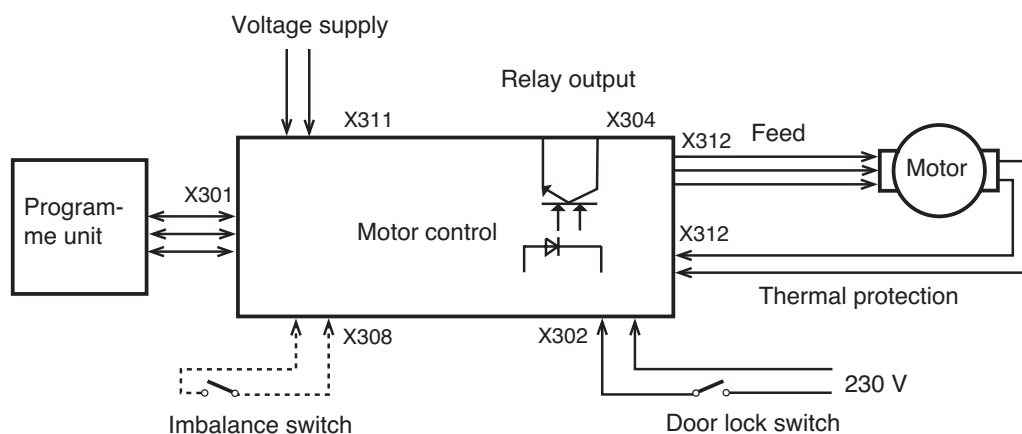 Voltage supply
Relay output
X311
X304
X312
Feed
Motor
Program-
me unit
X301
Motor control
X312
Thermal protection
X308
X302
230 V
Imbalance switch
Door lock switch